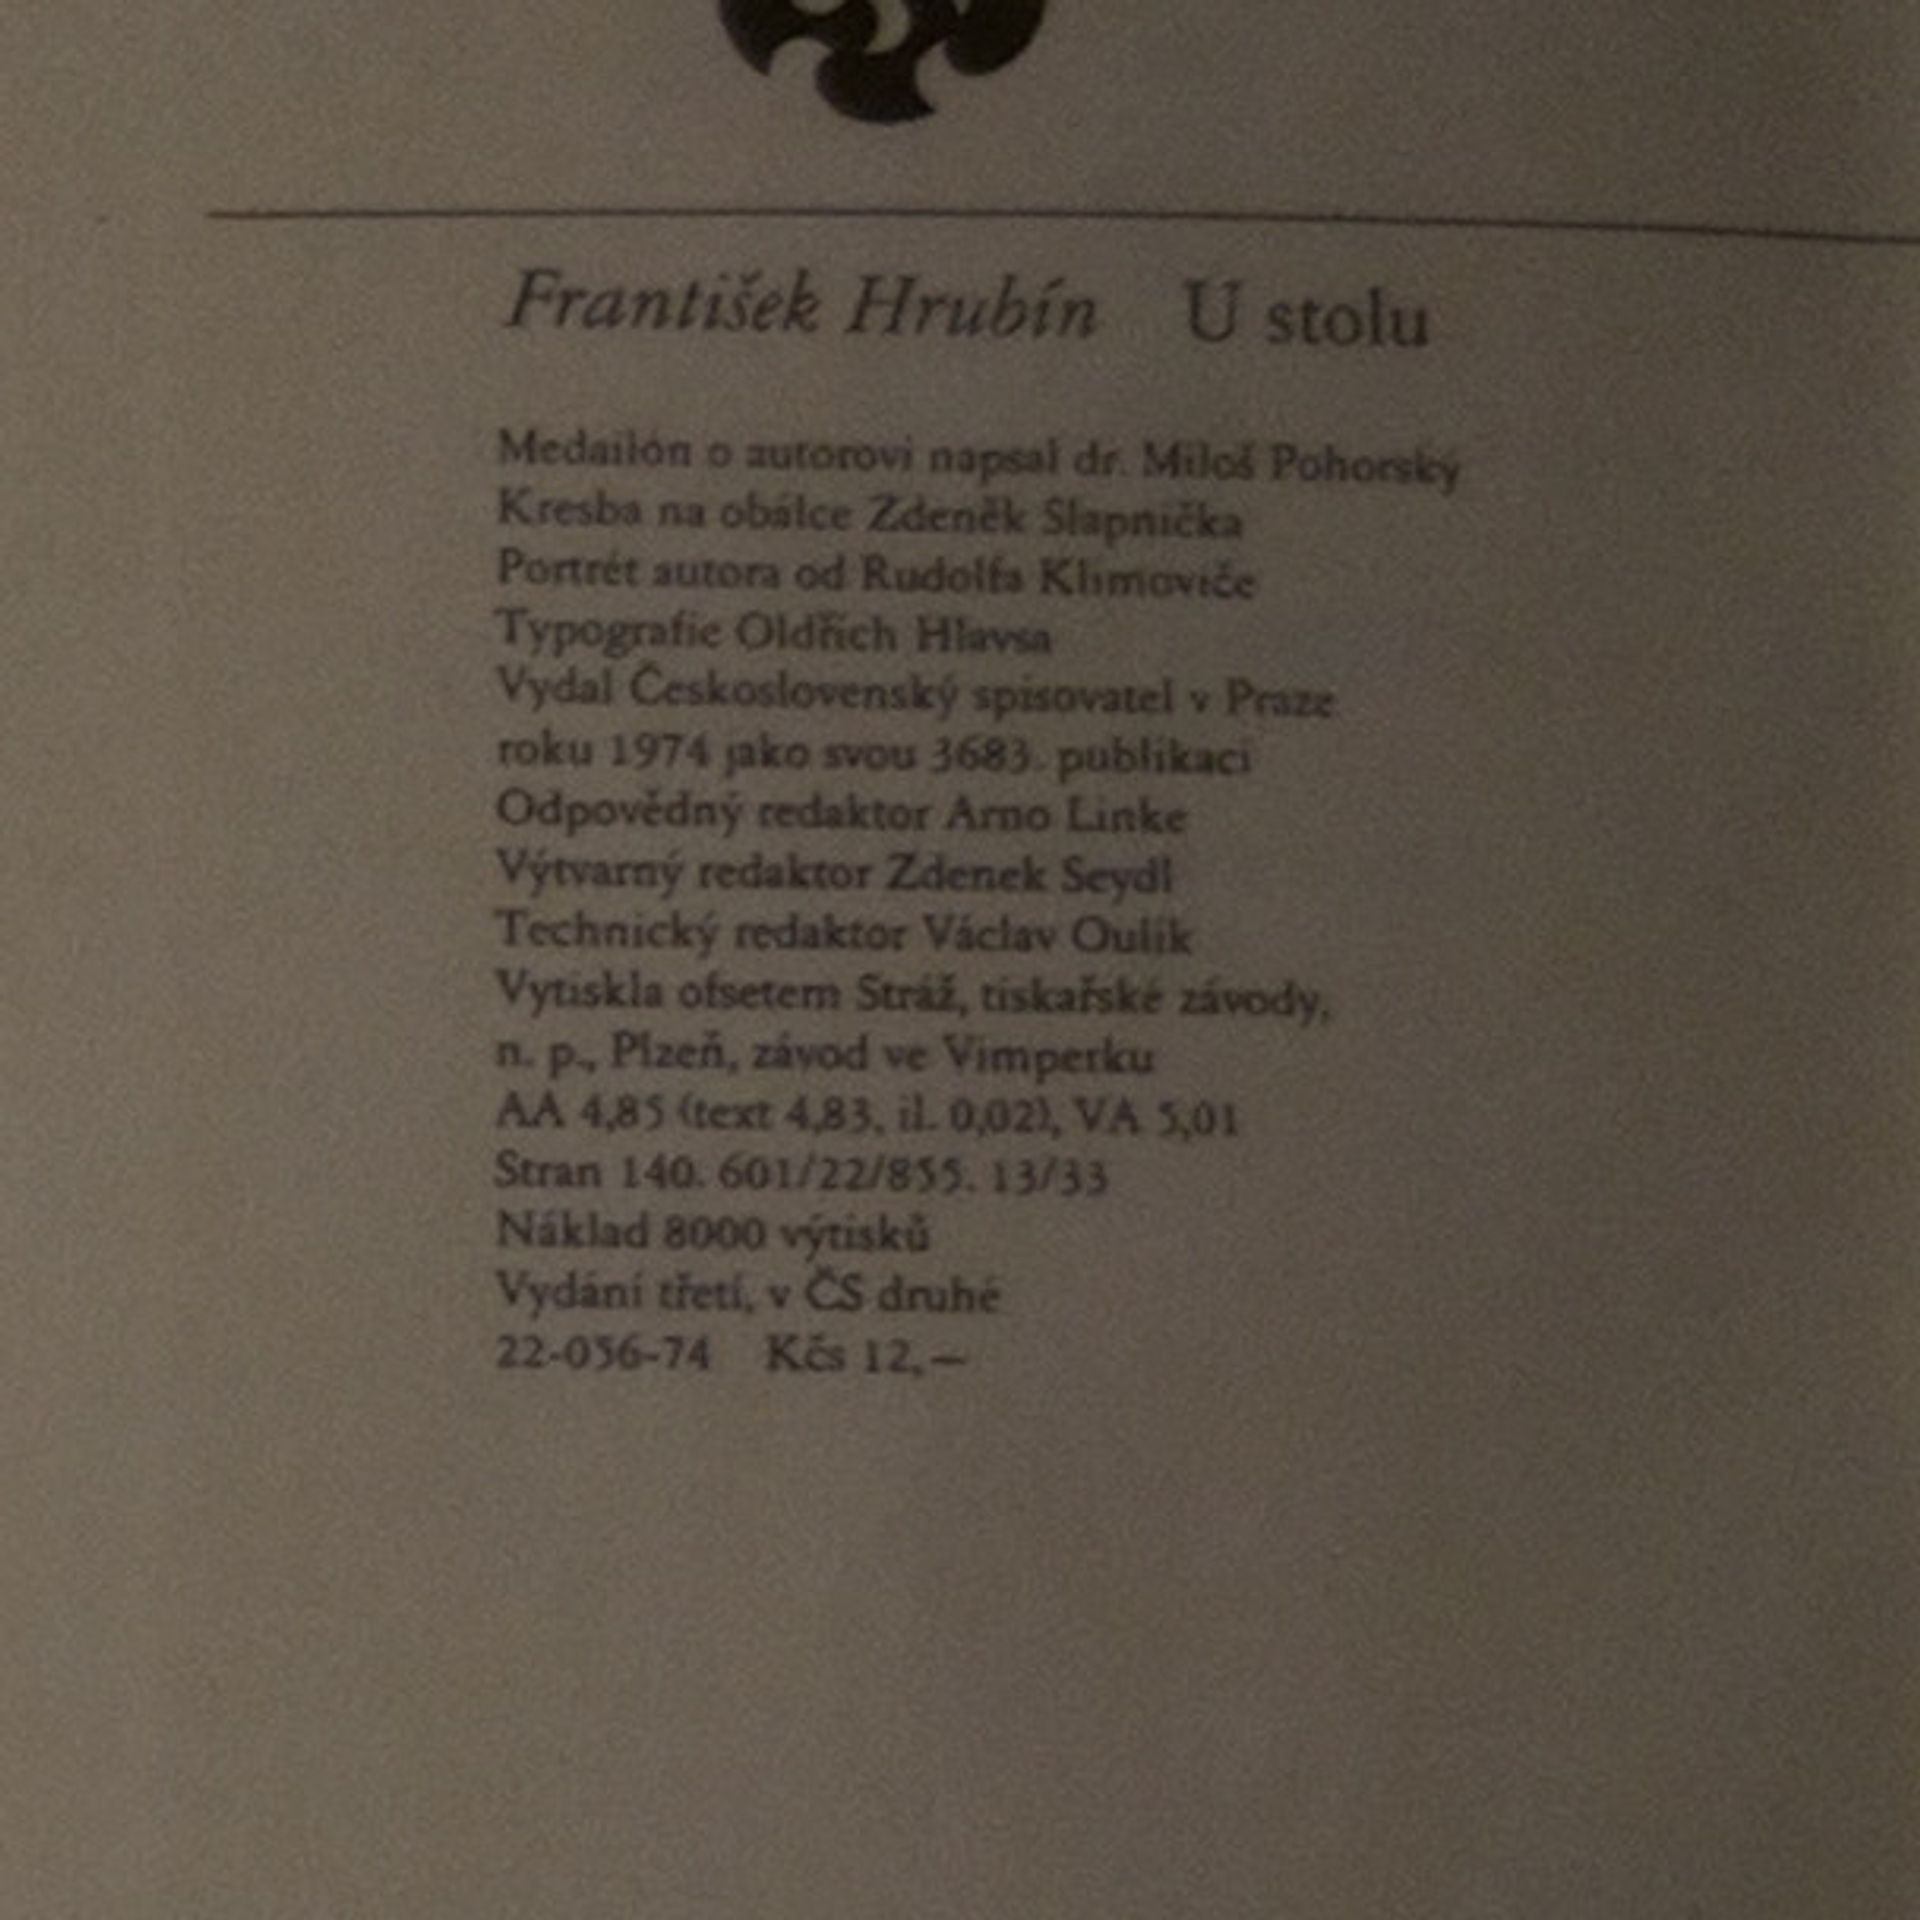 František Hrubín U stolu
Medailón o autorovi napsal dr. Miloš Pohorský
Kresba na obálce Zdeněk Slapnička
Portrét autora od Rudolfa Klimoviče
Typografie Oldřich Hlavsa
Vydal Československý spisovatel v Praze
roku 1974 jako svou 3683. publikaci
Odpovědný redaktor Arno Linke
Výtvarný redaktor Zdenek Seydl
Technický redaktor Václav Oulík
Vytiskla ofsetem Stráž, tiskařské závody,
n. p., Plzeň, závod ve Vimperku
AA 4,85 (text 4,83, il. 0,02), VA 5,01
Stran 140. 601/22/855. 13/33
Náklad 8000 výtisků
Vydání třetí, v ČS druhé
22-036-74 Kčs 12,—